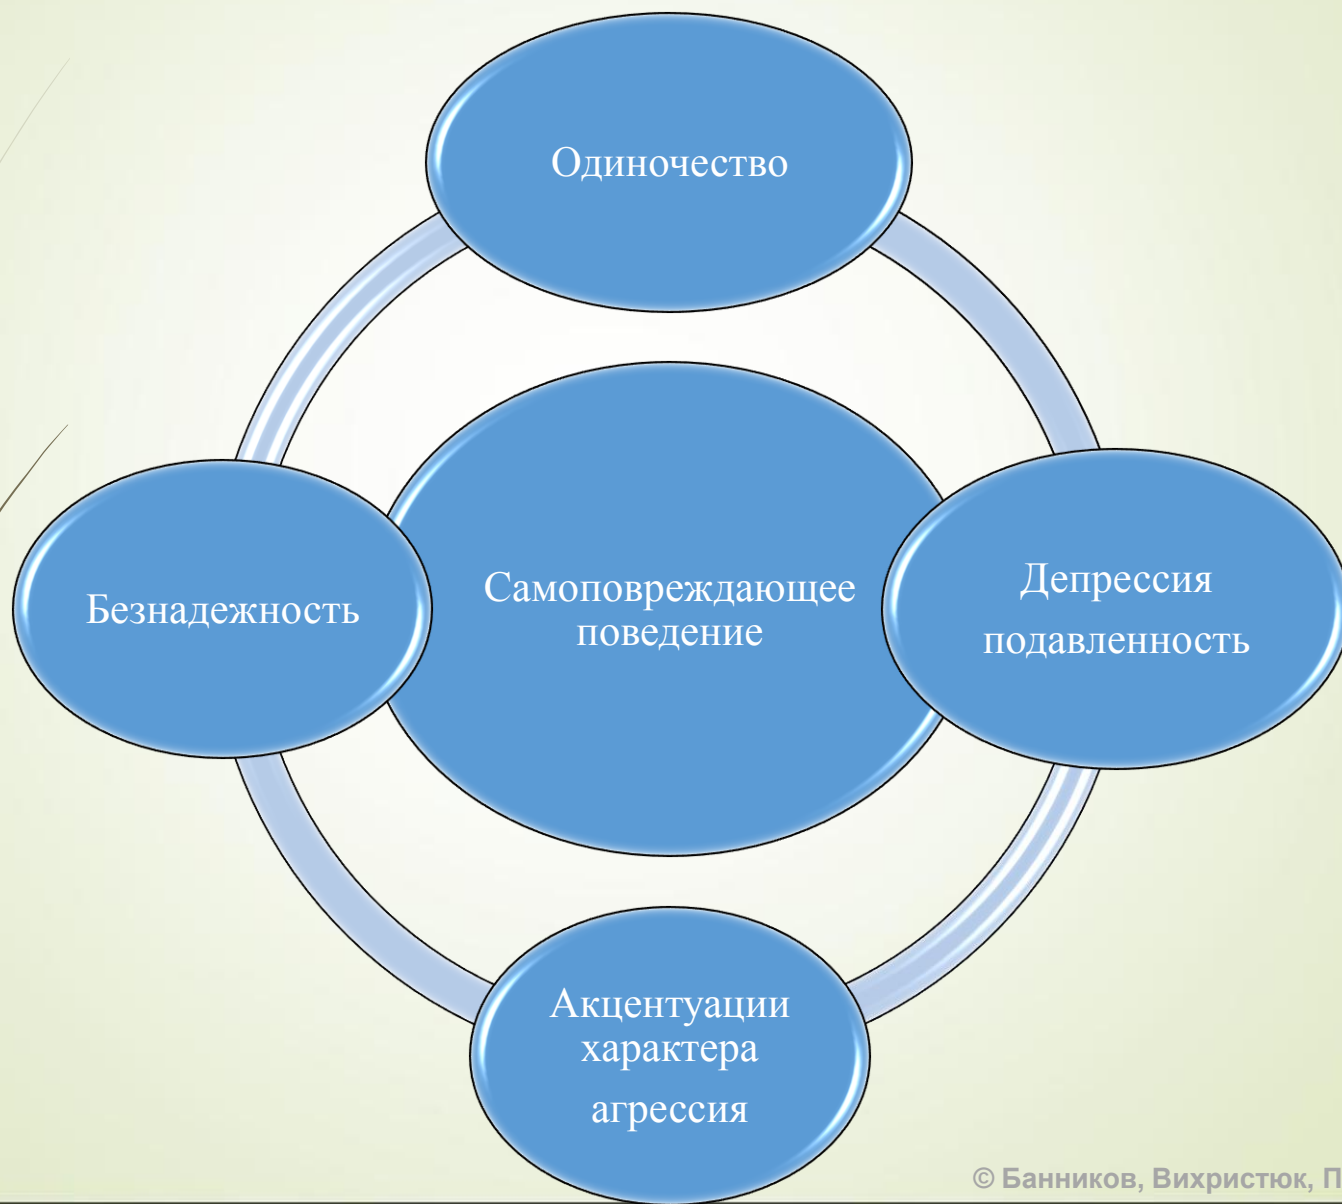 Одиночество
Безнадежность
Самоповреждающее
поведение
Депрессия
подавленность
Акцентуации
характера
агрессия
© Банников, Вихристюк, П